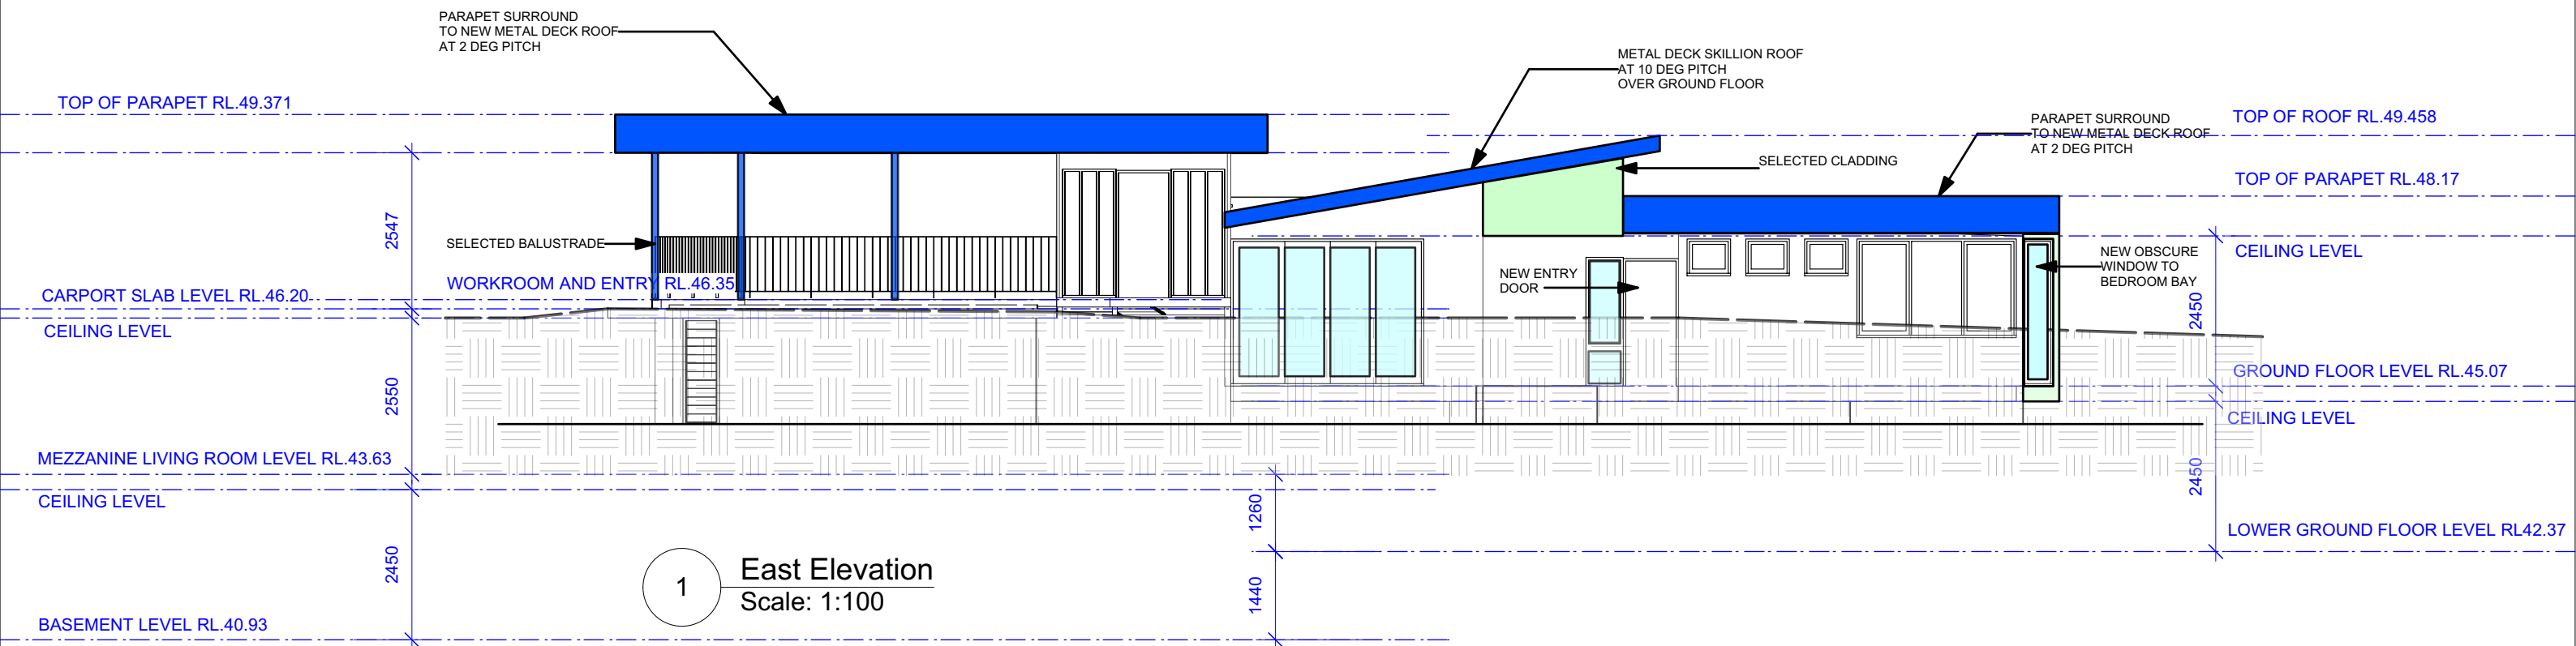 PARAPET SURROUND
TO NEW METAL DECK ROOF
AT 2 DEG PITCH
METAL DECK SKILLION ROOF
AT 10 DEG PITCH
OVER GROUND FLOOR
TOP OF PARAPET RL.49.371
TOP OF ROOF RL.49.458
PARAPET SURROUND
TO NEW METAL DECK ROOF
AT 2 DEG PITCH
SELECTED CLADDING
TOP OF PARAPET RL.48.17
2547
SELECTED BALUSTRADE
CEILING LEVEL
NEW OBSCURE
WINDOW TO
BEDROOM BAY
NEW ENTRY
DOOR
WORKROOM AND ENTRY RL.46.35
CARPORT SLAB LEVEL RL.46.20
CEILING LEVEL
2450
GROUND FLOOR LEVEL RL.45.07
2550
CEILING LEVEL
MEZZANINE LIVING ROOM LEVEL RL.43.63
2450
CEILING LEVEL
1260
LOWER GROUND FLOOR LEVEL RL42.37
2450
1
East Elevation
Scale: 1:100
1440
BASEMENT LEVEL RL.40.93